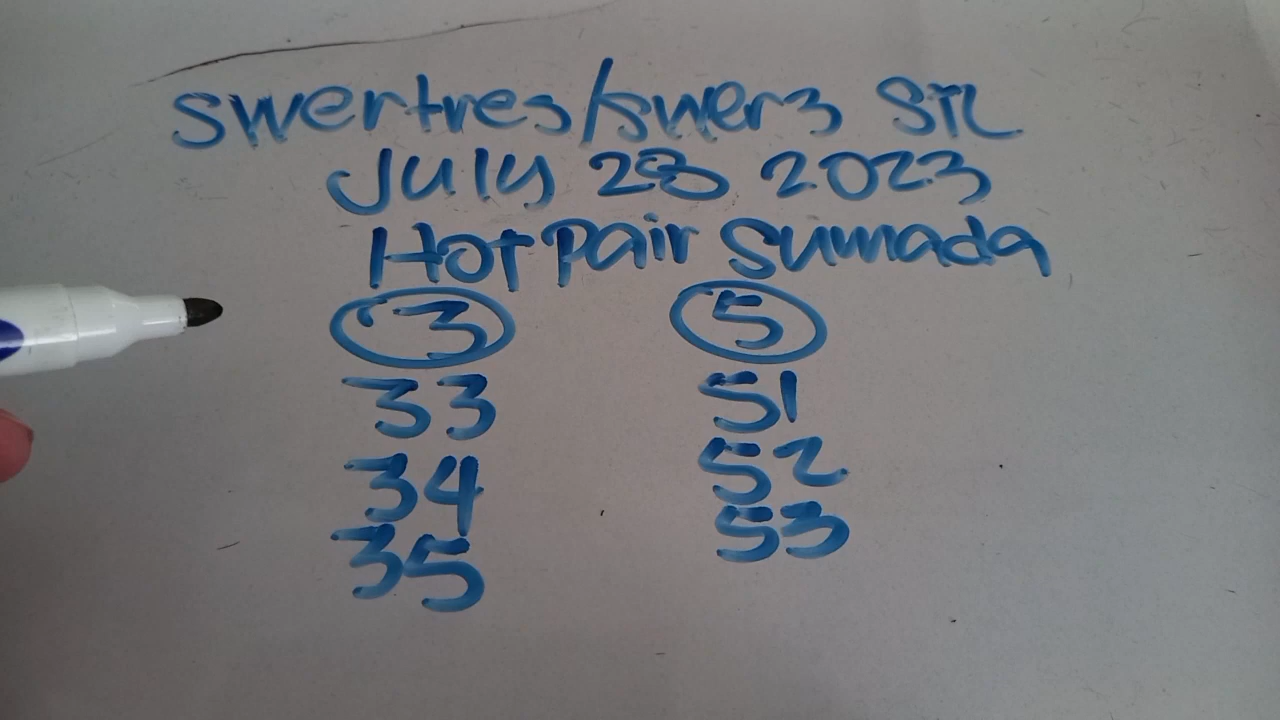 Swertres/swer3 STL
July 28 2023
Hot Pair Sumada
3 5
33 51
34 52
35 53